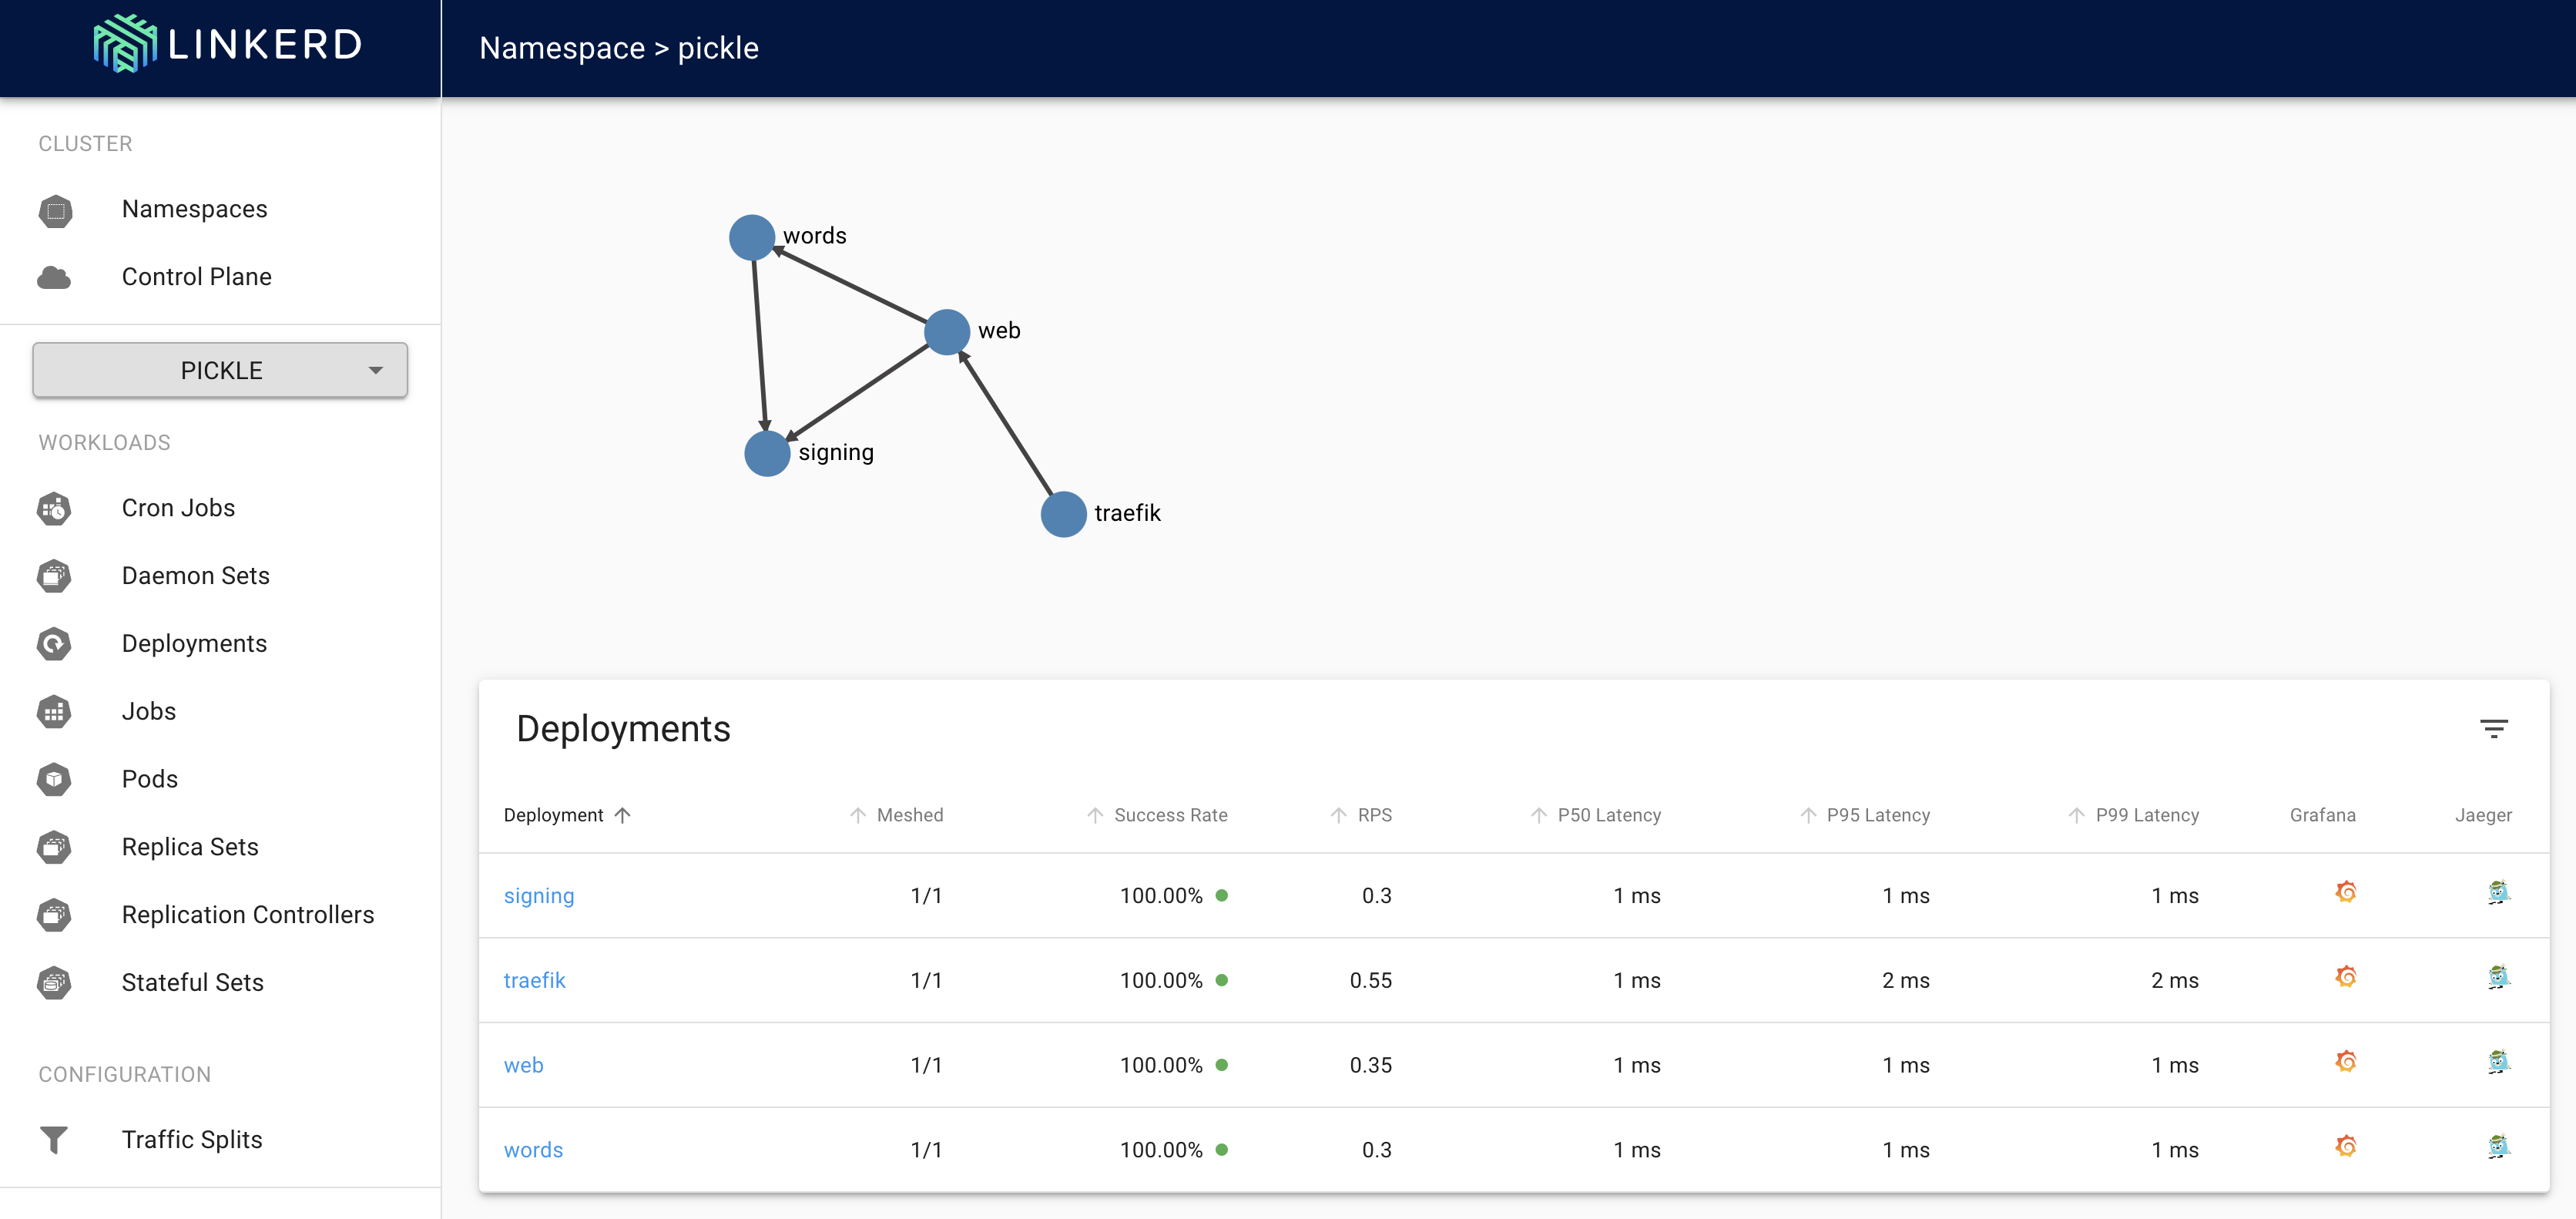 LINKERD
Namespace > pickle
CLUSTER
Namespaces
Control Plane
PICKLE
WORKLOADS
Cron Jobs
Daemon Sets
Deployments
Jobs
Pods
Replica Sets
Replication Controllers
Stateful Sets
CONFIGURATION
Traffic Splits
words
web
signing
traefik
Deployments
Deployment Meshed Success Rate RPS P50 Latency P95 Latency P99 Latency Grafana Jaeger
signing 1/1 100.00% 0.3 1 ms 1 ms 1 ms
traefik 1/1 100.00% 0.55 1 ms 2 ms 2 ms
web 1/1 100.00% 0.35 1 ms 1 ms 1 ms
words 1/1 100.00% 0.3 1 ms 1 ms 1 ms